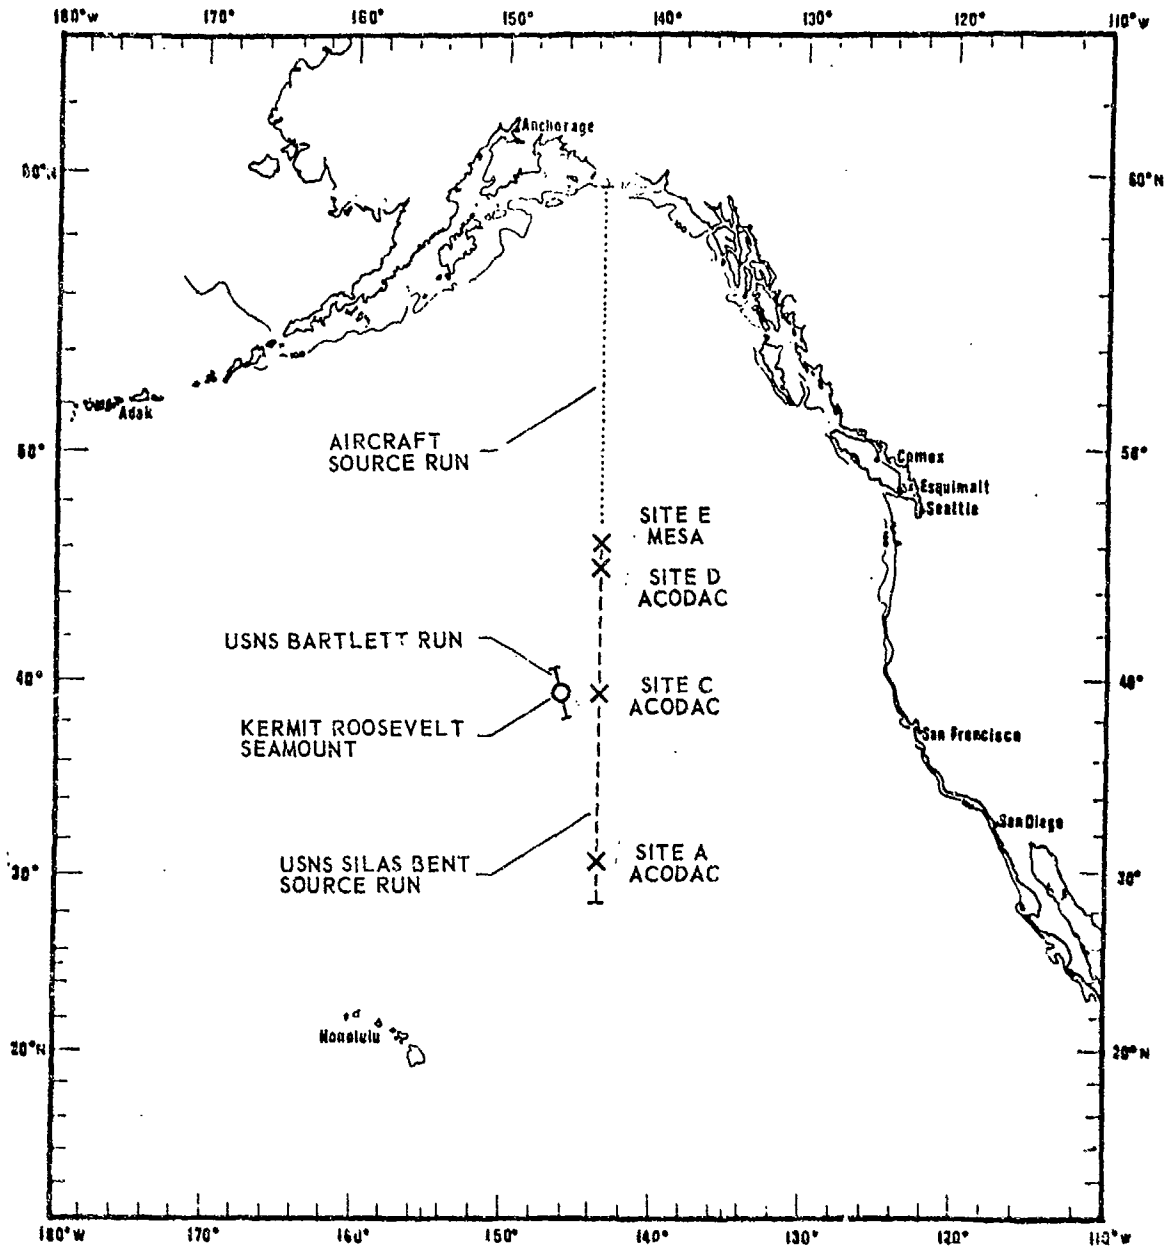 180°W 170° 160° 150° 140° 130° 120° 110°W
Anchorage
60°N 60°N
100
100
100
Adak
AIRCRAFT
SOURCE RUN
50° 50°
Comox
Esquimalt
Seattle
SITE E
MESA
SITE D
ACODAC
USNS BARTLETT RUN
40° 40°
SITE C
ACODAC
KERMIT ROOSEVELT
SEAMOUNT
San Francisco
San Diego
USNS SILAS BENT
SOURCE RUN
SITE A
ACODAC
30° 30°
Honolulu
20°N 20°N
180°W 170° 160° 150° 140° 130° 120° 110°W